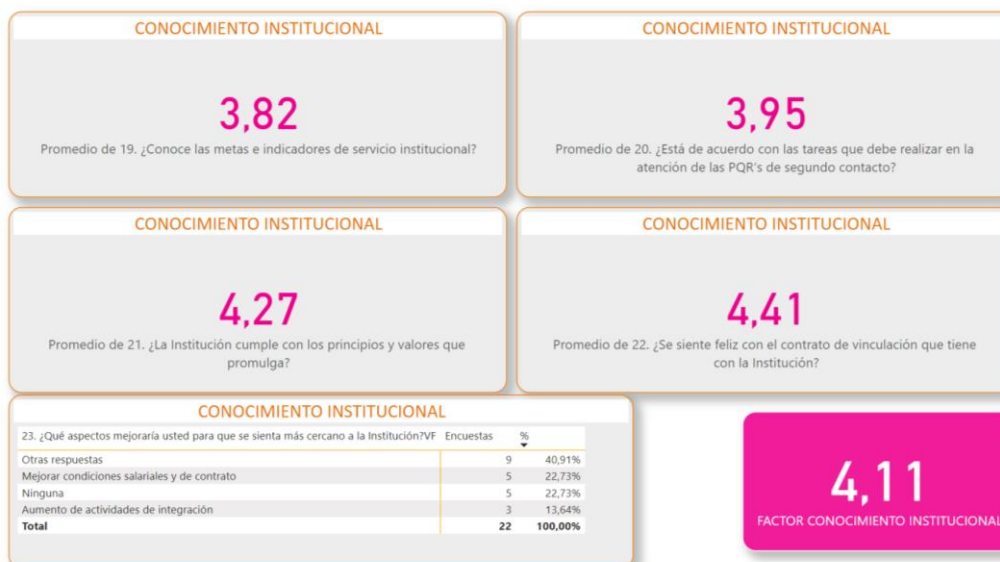 CONOCIMIENTO INSTITUCIONAL
3,82
Promedio de 19. ¿Conoce las metas e indicadores de servicio institucional?
CONOCIMIENTO INSTITUCIONAL
3,95
Promedio de 20. ¿Está de acuerdo con las tareas que debe realizar en la
atención de las PQR's de segundo contacto?
CONOCIMIENTO INSTITUCIONAL
4,27
Promedio de 21. ¿La Institución cumple con los principios y valores que
promulga?
CONOCIMIENTO INSTITUCIONAL
4,41
Promedio de 22. ¿Se siente feliz con el contrato de vinculación que tiene
con la Institución?
CONOCIMIENTO INSTITUCIONAL
23. ¿Qué aspectos mejoraría usted para que se sienta más cercano a la Institución?VF Encuestas %
Otras respuestas 9 40,91%
Mejorar condiciones salariales y de contrato 5 22,73%
Ninguna 5 22,73%
Aumento de actividades de integración 3 13,64%
Total 22 100,00%
4,11
FACTOR CONOCIMIENTO INSTITUCIONAL